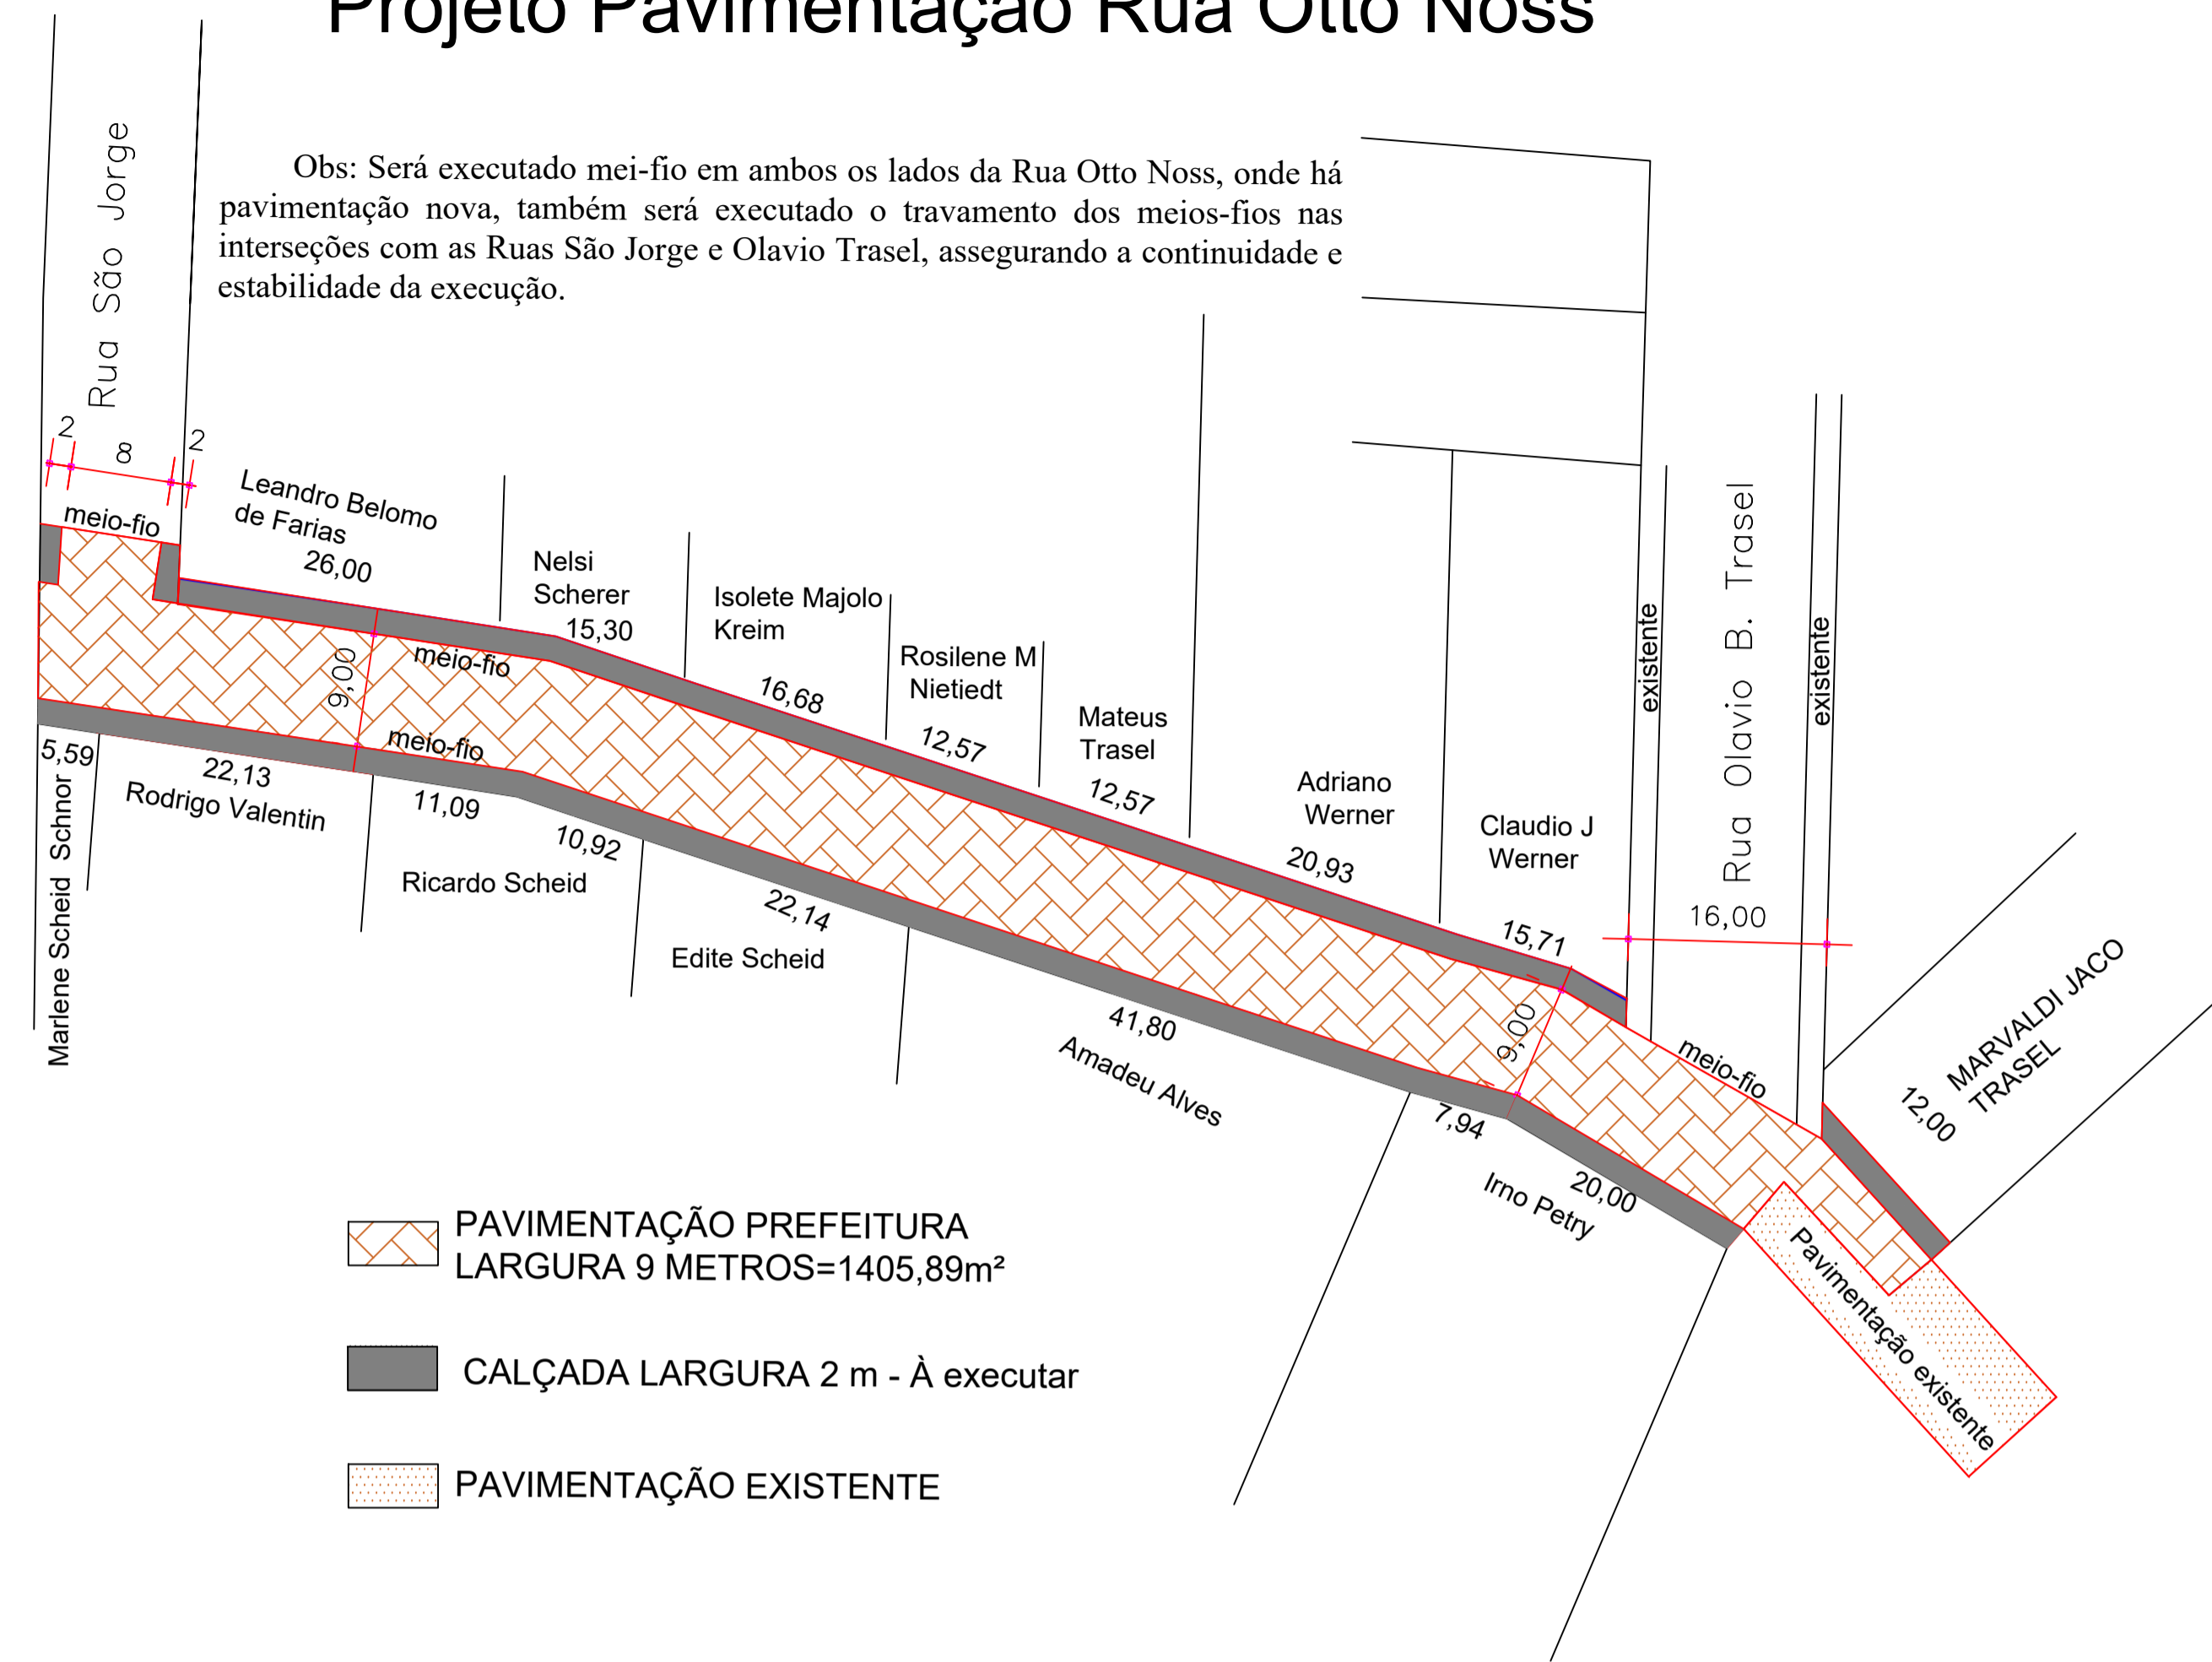 Projeto Pavimentação Rua Otto Noss
Obs: Será executado mei-fio em ambos os lados da Rua Otto Noss, onde há
pavimentação nova, também será executado o travamento dos meios-fios nas
interseções com as Ruas São Jorge e Olavio Trasel, assegurando a continuidade e
estabilidade da execução.
Rua São Jorge
2
8
2
meio-fio
Leandro Belomo
de Farias
26,00
Nelsi
Scherer
15,30
Isolete Majolo
Kreim
16,68
Rosilene M
Nietiedt
12,57
Mateus
Trasel
12,57
Adriano
Werner
20,93
Claudio J
Werner
15,71
existente
Rua Olavio B. Trasel
existente
16,00
MARVALDI JACO
TRASEL
12,00
meio-fio
9,00
meio-fio
meio-fio
9,00
5,59
Marlene Scheid Schnor
22,13
Rodrigo Valentin
11,09
10,92
Ricardo Scheid
22,14
Edite Scheid
41,80
Amadeu Alves
7,94
20,00
Irno Petry
Pavimentação existente
PAVIMENTAÇÃO PREFEITURA
LARGURA 9 METROS=1405,89m²
CALÇADA LARGURA 2 m - À executar
PAVIMENTAÇÃO EXISTENTE